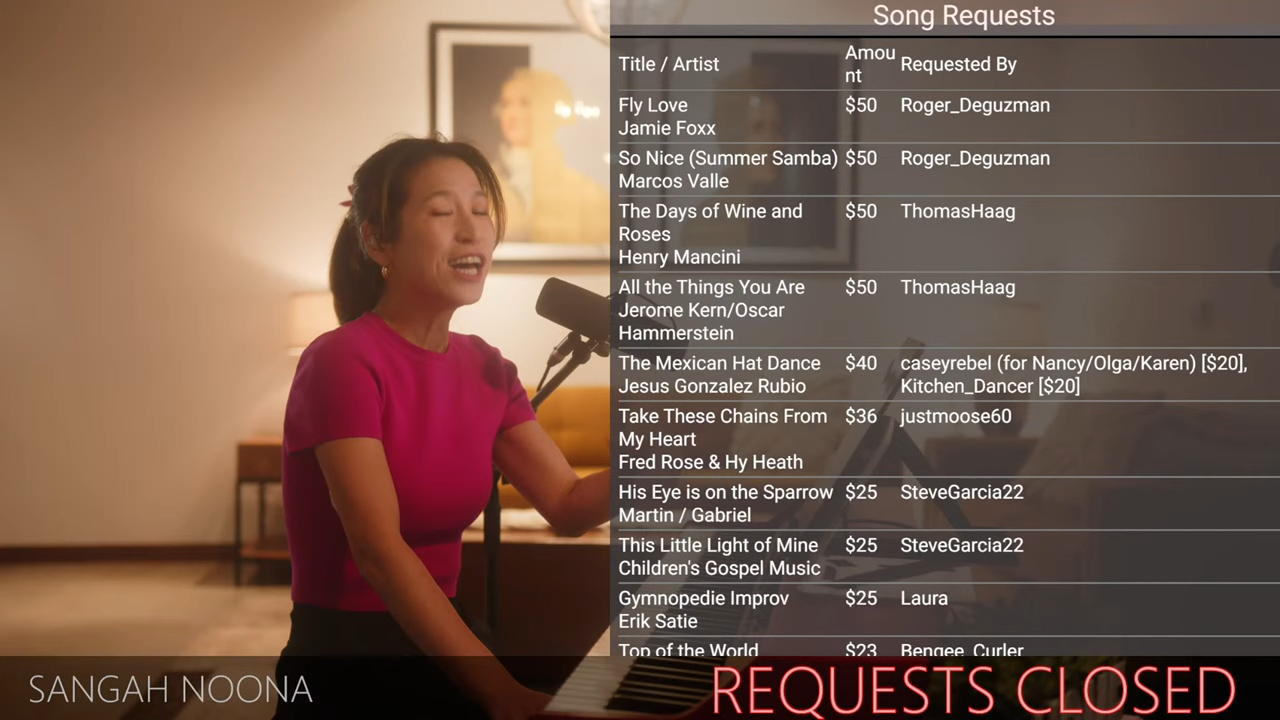 Song Requests
Title / Artist
Amou
nt
Requested By
Fly Love
Jamie Foxx
$50
Roger_Deguzman
So Nice (Summer Samba)
Marcos Valle
$50
Roger_Deguzman
The Days of Wine and
Roses
Henry Mancini
$50
ThomasHaag
All the Things You Are
Jerome Kern/Oscar
Hammerstein
$50
ThomasHaag
The Mexican Hat Dance
Jesus Gonzalez Rubio
$40
caseyrebel (for Nancy/Olga/Karen) [$20],
Kitchen_Dancer [$20]
Take These Chains From
My Heart
Fred Rose & Hy Heath
$36
justmoose60
His Eye is on the Sparrow
Martin / Gabriel
$25
SteveGarcia22
This Little Light of Mine
Children's Gospel Music
$25
SteveGarcia22
Gymnopedie Improv
Erik Satie
$25
Laura
Top of the World
$23
Bengee_Curler
SANGAH NOONA
REQUESTS CLOSED